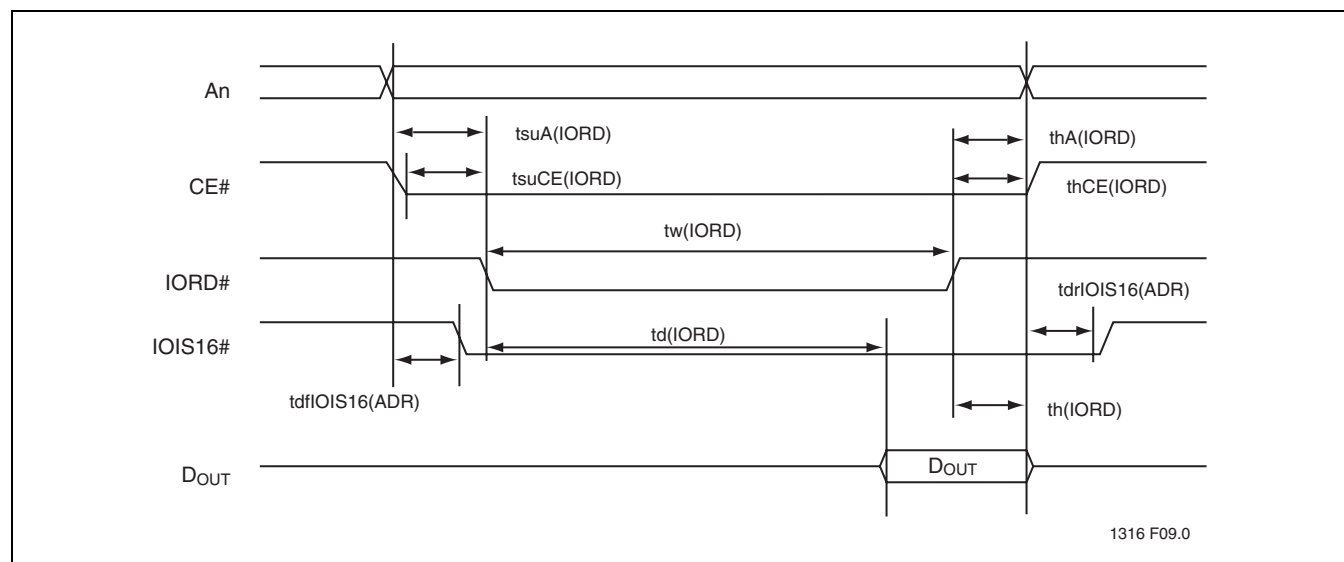 An
tsuA(IORD)
thA(IORD)
CE#
tsuCE(IORD)
thCE(IORD)
tw(IORD)
IORD#
tdrIOIS16(ADR)
IOIS16#
td(IORD)
tdfIOIS16(ADR)
th(IORD)
DOUT
DOUT
1316 F09.0